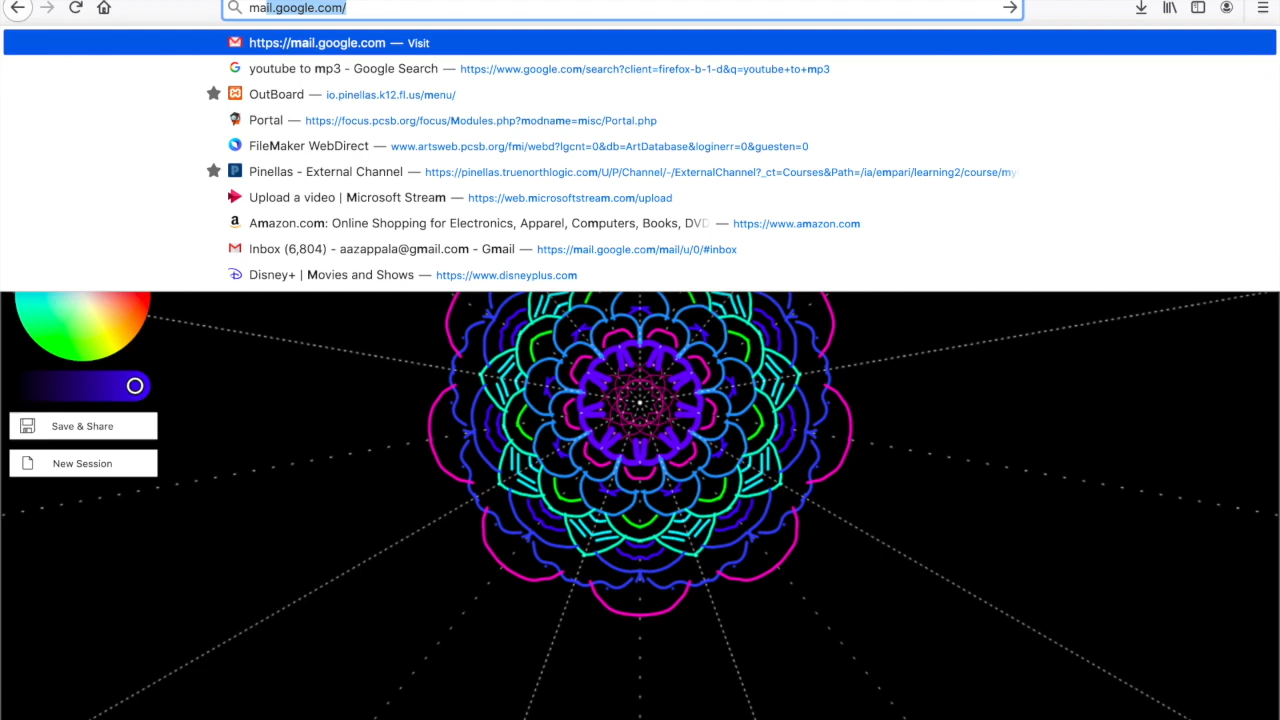 mail.google.com/
https://mail.google.com — Visit
youtube to mp3 - Google Search — https://www.google.com/search?client=firefox-b-1-d&q=youtube+to+mp3
OutBoard — io.pinellas.k12.fl.us/menu/
Portal — https://focus.pcsb.org/focus/Modules.php?modname=misc/Portal.php
FileMaker WebDirect — www.artsweb.pcsb.org/fmi/webd?lgcnt=0&db=ArtDatabase&loginerr=0&guesten=0
Pinellas - External Channel — https://pinellas.truenorthlogic.com/U/P/Channel/-/ExternalChannel?_ct=Courses&Path=/ia/empari/learning2/course/my
Upload a video | Microsoft Stream — https://web.microsoftstream.com/upload
Amazon.com: Online Shopping for Electronics, Apparel, Computers, Books, DVD — https://www.amazon.com
Inbox (6,804) - aazappala@gmail.com - Gmail — https://mail.google.com/mail/u/0/#inbox
Disney+ | Movies and Shows — https://www.disneyplus.com
Save & Share
New Session